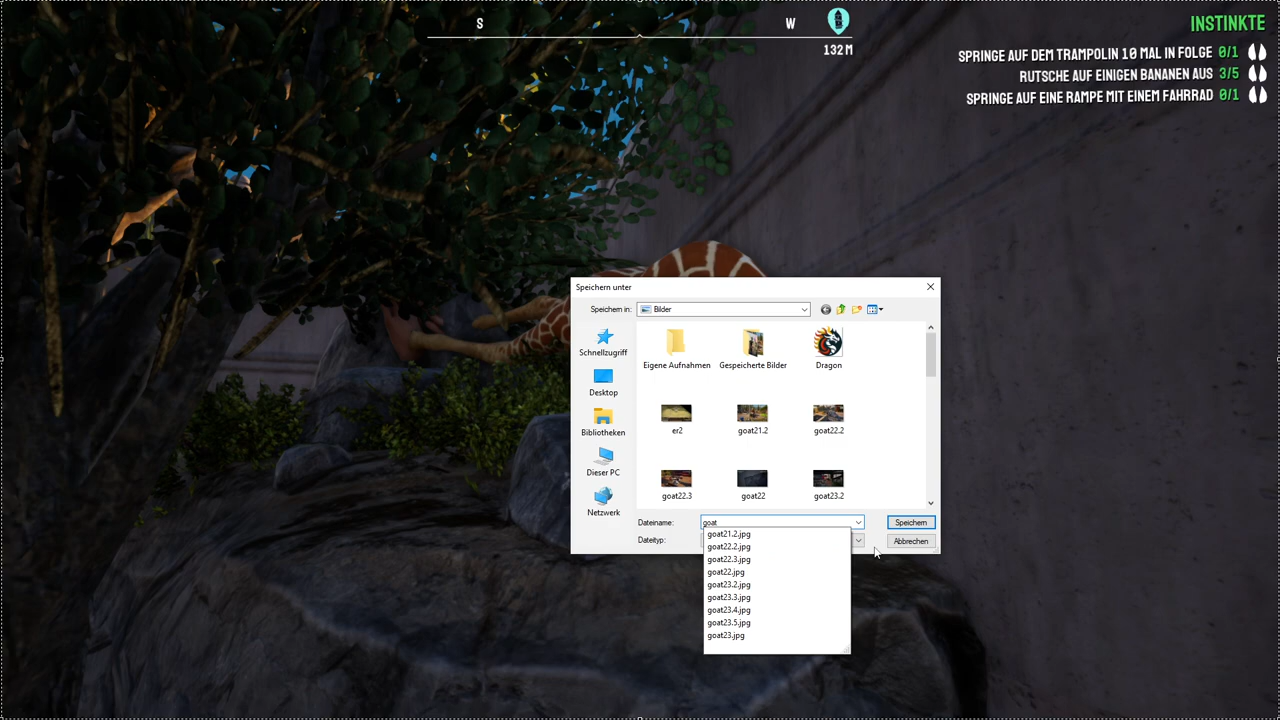 S
W
132 M
INSTINKTE
SPRINGE AUF DEM TRAMPOLIN 10 MAL IN FOLGE 0/1
RUTSCHE AUF EINIGEN BANANEN AUS 3/5
SPRINGE AUF EINE RAMPE MIT EINEM FAHRRAD 0/1
Speichern unter
Speichern in:
Bilder
Schnellzugriff
Desktop
Bibliotheken
Dieser PC
Netzwerk
Eigene Aufnahmen
Gespeicherte Bilder
Dragon
er2
goat21.2
goat22.2
goat22.3
goat22
goat23.2
Dateiname:
goat
Speichern
Dateityp:
Abbrechen
goat21.2.jpg
goat22.2.jpg
goat22.3.jpg
goat22.jpg
goat23.2.jpg
goat23.3.jpg
goat23.4.jpg
goat23.5.jpg
goat23.jpg